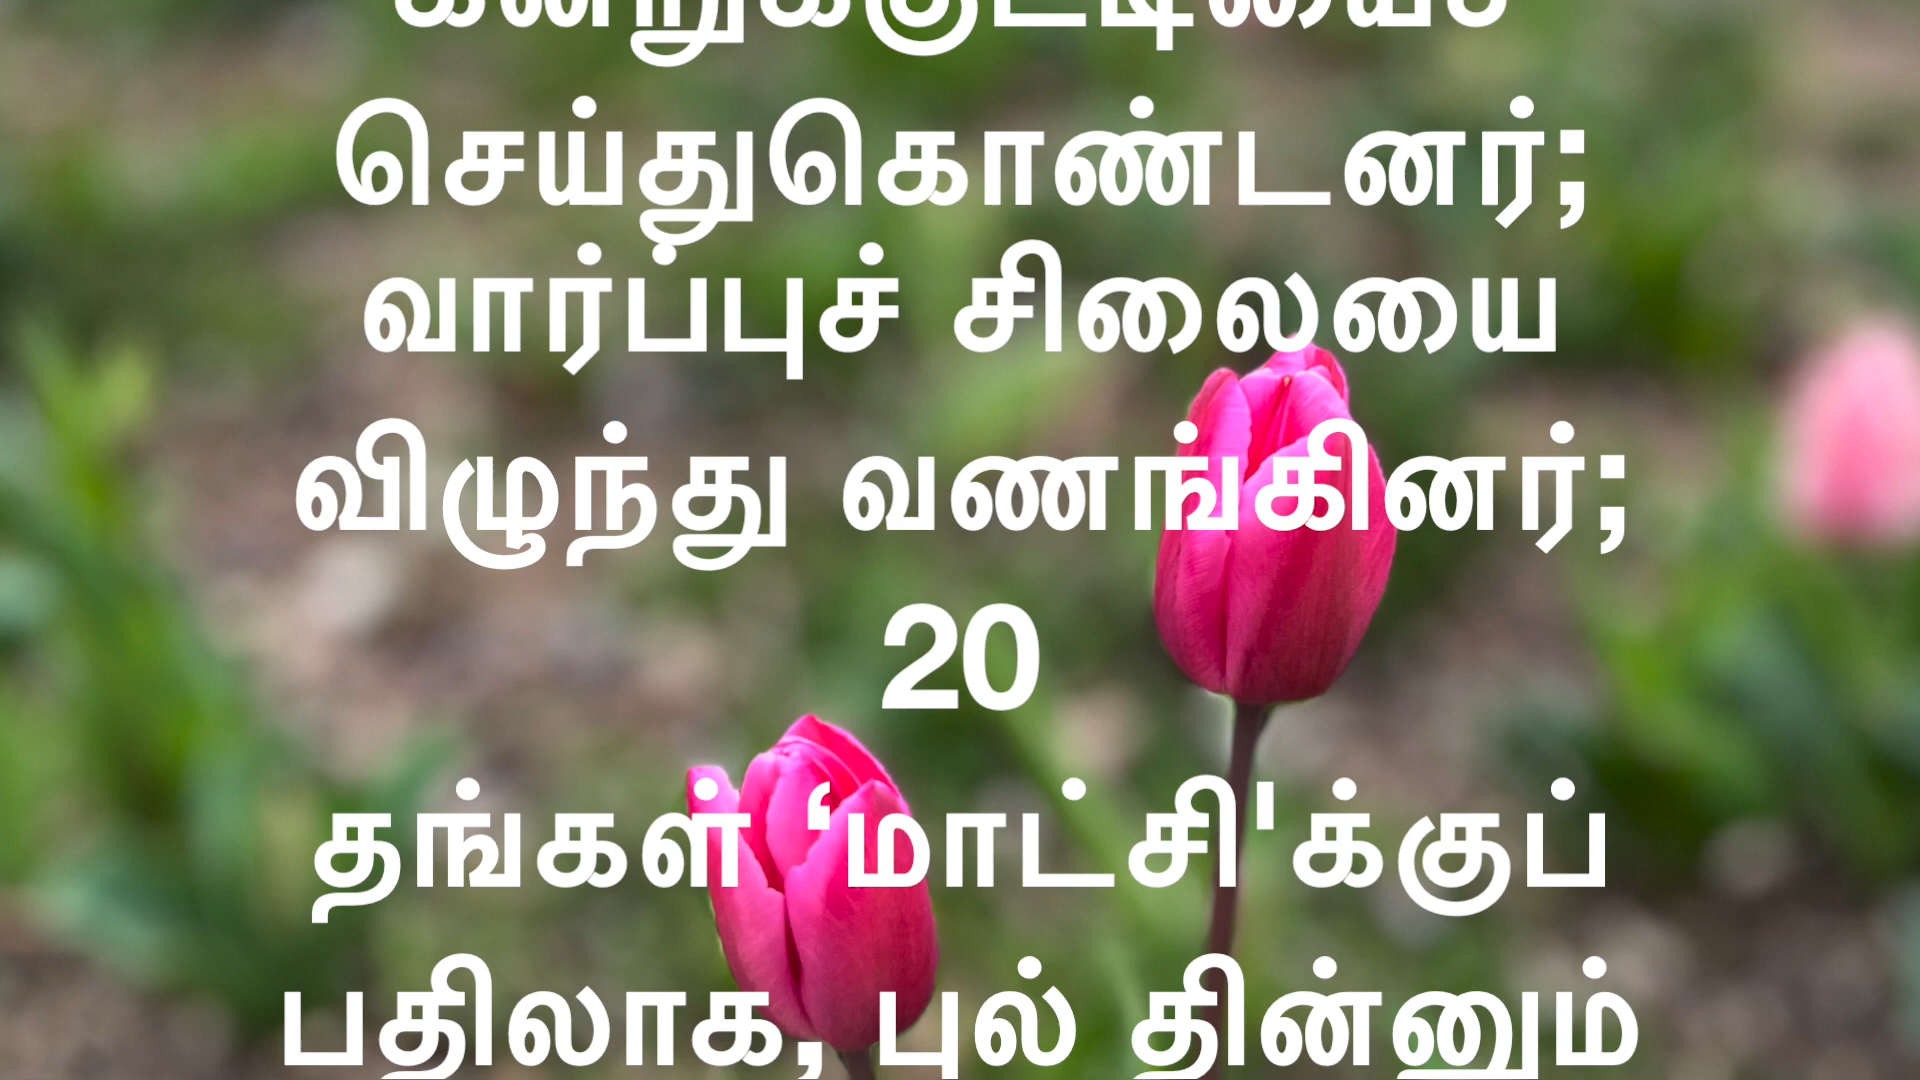 கன்றுக்குட்டியைச்
செய்துகொண்டனர்;
வார்ப்புச் சிலையை
விழுந்து வணங்கினர்;
20
தங்கள் ‘மாட்சி'க்குப்
பதிலாக, புல் தின்னும்